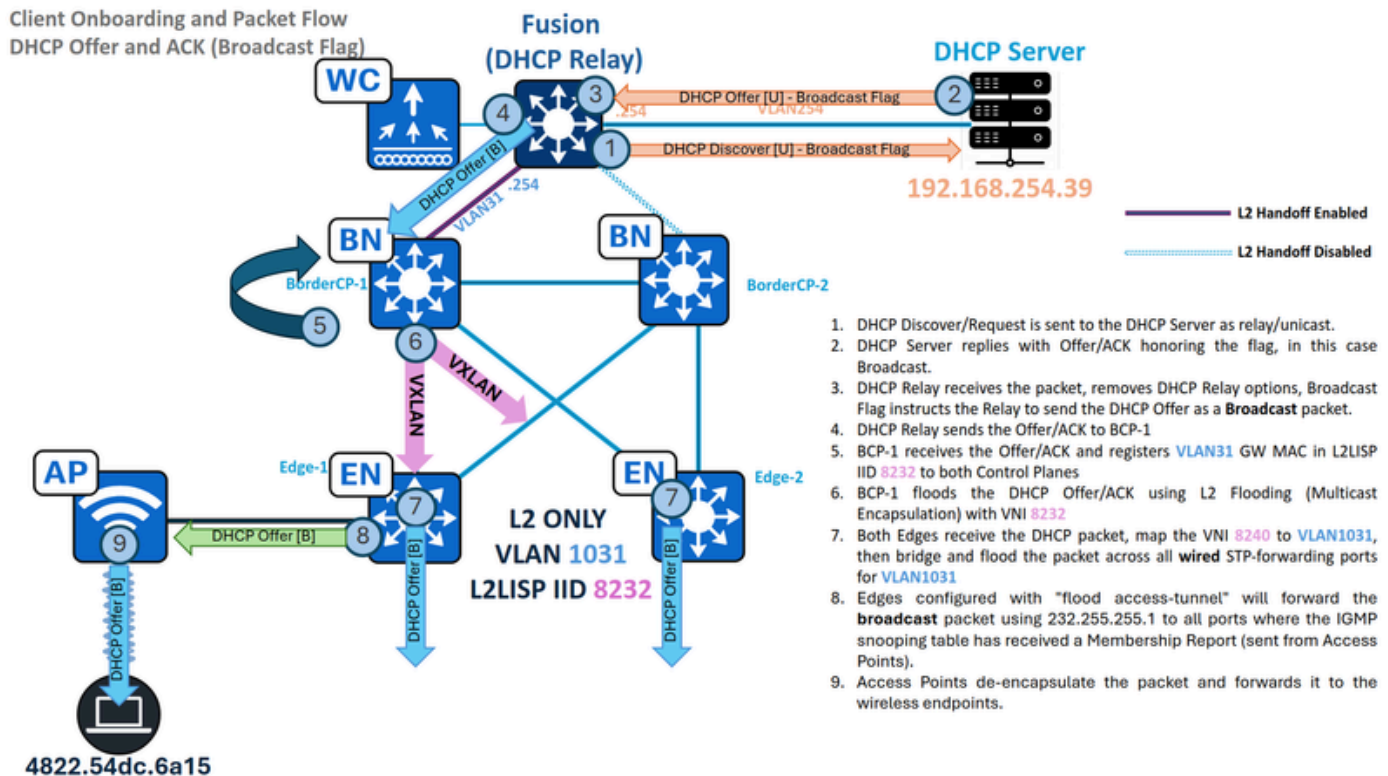 Client Onboarding and Packet Flow
DHCP Offer and ACK (Broadcast Flag)
Fusion
(DHCP Relay)
DHCP Server
WC
4
3
DHCP Offer [U] - Broadcast Flag
2
.254
VLAN254
1
DHCP Discover [U] - Broadcast Flag
192.168.254.39
DHCP Offer [B]
VLAN31
.254
L2 Handoff Enabled
L2 Handoff Disabled
BN
BorderCP-1
BN
BorderCP-2
5
6
VXLAN
VXLAN
Edge-1
EN
7
EN
7
Edge-2
AP
9
DHCP Offer [B]
8
L2 ONLY
VLAN 1031
L2LISP IID 8232
DHCP Offer [B]
DHCP Offer [B]
DHCP Offer [B]
4822.54dc.6a15
1. DHCP Discover/Request is sent to the DHCP Server as relay/unicast.
2. DHCP Server replies with Offer/ACK honoring the flag, in this case
Broadcast.
3. DHCP Relay receives the packet, removes DHCP Relay options, Broadcast
Flag instructs the Relay to send the DHCP Offer as a Broadcast packet.
4. DHCP Relay sends the Offer/ACK to BCP-1
5. BCP-1 receives the Offer/ACK and registers VLAN31 GW MAC in L2LISP
IID 8232 to both Control Planes
6. BCP-1 floods the DHCP Offer/ACK using L2 Flooding (Multicast
Encapsulation) with VNI 8232
7. Both Edges receive the DHCP packet, map the VNI 8240 to VLAN1031,
then bridge and flood the packet across all wired STP-forwarding ports
for VLAN1031
8. Edges configured with "flood access-tunnel" will forward the
broadcast packet using 232.255.255.1 to all ports where the IGMP
snooping table has received a Membership Report (sent from Access
Points).
9. Access Points de-encapsulate the packet and forwards it to the
wireless endpoints.